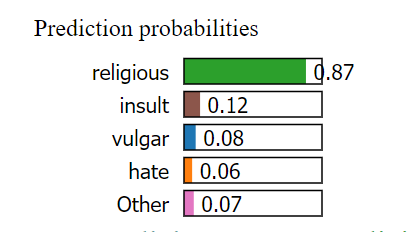 Prediction probabilities
religious 0.87
insult 0.12
vulgar 0.08
hate 0.06
Other 0.07